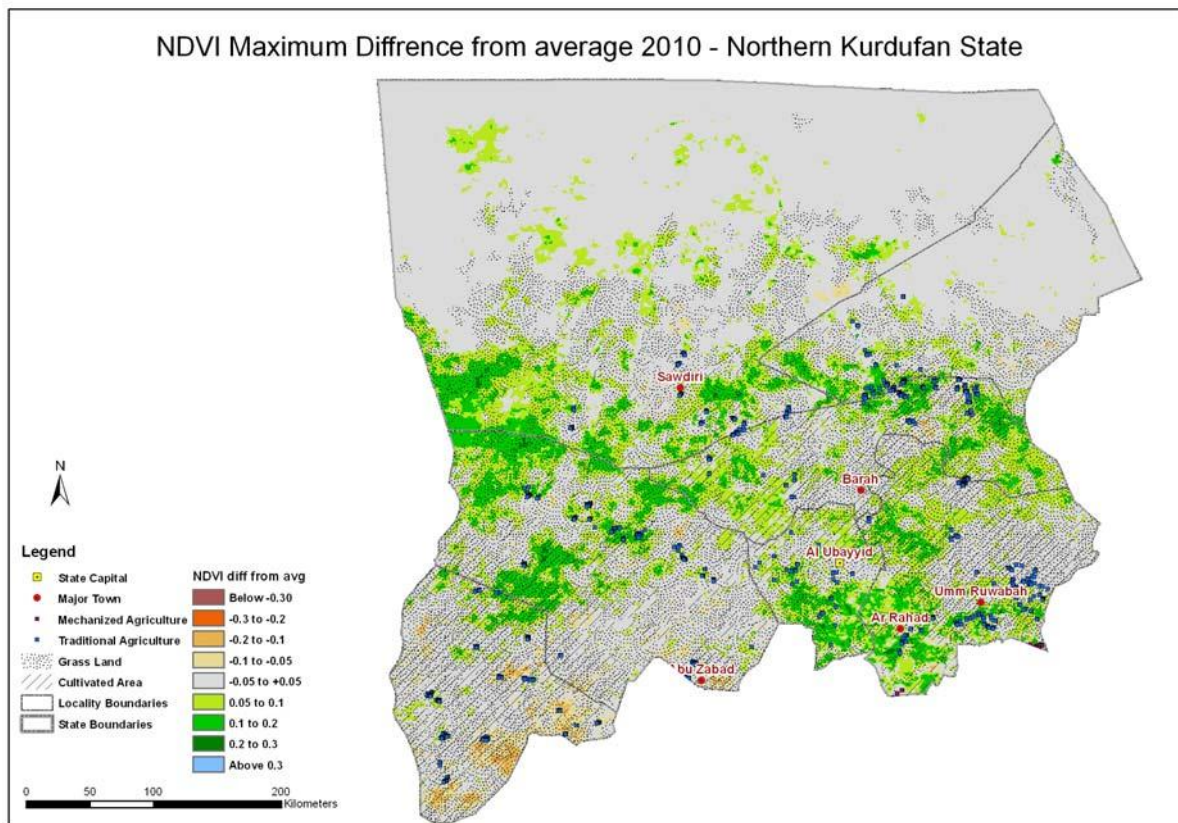 NDVI Maximum Diffrence from average 2010 - Northern Kurdufan State
Sawdiri
Barah
Al Ubayyid
Umm Ruwabah
Ar Rahad
bu Zabad
N
Legend
State Capital
Major Town
Mechanized Agriculture
Traditional Agriculture
Grass Land
Cultivated Area
Locality Boundaries
State Boundaries
NDVI diff from avg
Below -0.30
-0.3 to -0.2
-0.2 to -0.1
-0.1 to -0.05
-0.05 to +0.05
0.05 to 0.1
0.1 to 0.2
0.2 to 0.3
Above 0.3
0 50 100 200
Kilometers